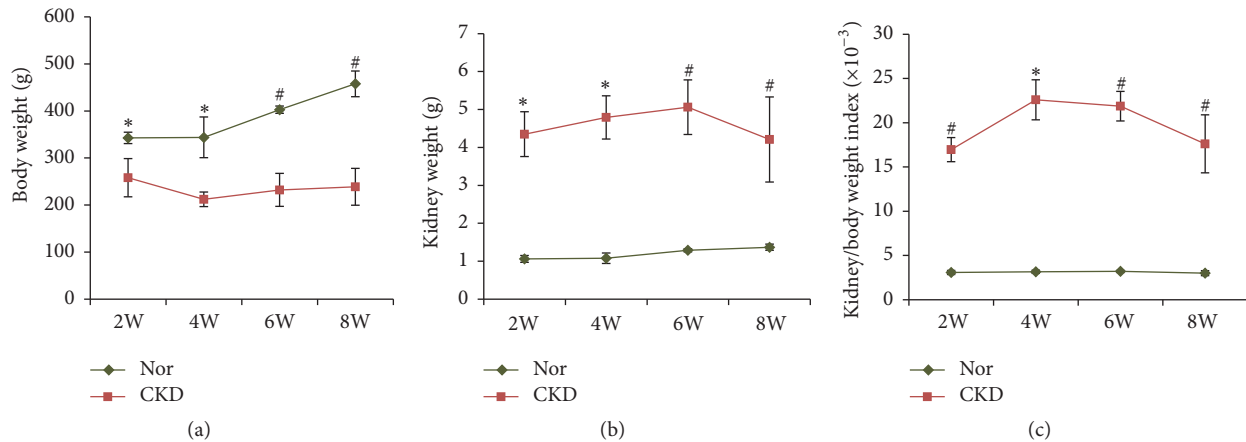 Body weight (g)
600
500
400
300
200
100
0
*
*
#
#
2W
4W
6W
8W
Nor
CKD
(a)
Kidney weight (g)
7
6
5
4
3
2
1
0
*
*
#
#
2W
4W
6W
8W
Nor
CKD
(b)
Kidney/body weight index (×10⁻³)
30
25
20
15
10
5
0
#
*
#
#
2W
4W
6W
8W
Nor
CKD
(c)